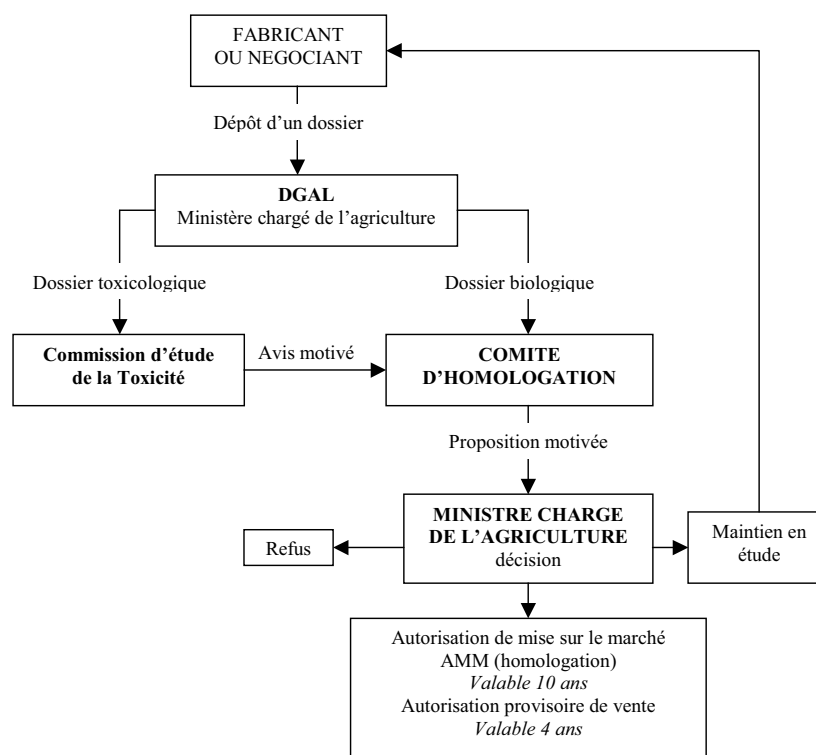 FABRICANT
OU NEGOCIANT
Dépôt d’un dossier
DGAL
Ministère chargé de l’agriculture
Dossier toxicologique
Dossier biologique
Commission d’étude
de la Toxicité
Avis motivé
COMITE
D’HOMOLOGATION
Proposition motivée
MINISTRE CHARGE
DE L’AGRICULTURE
décision
Refus
Maintien en
étude
Autorisation de mise sur le marché
AMM (homologation)
Valable 10 ans
Autorisation provisoire de vente
Valable 4 ans